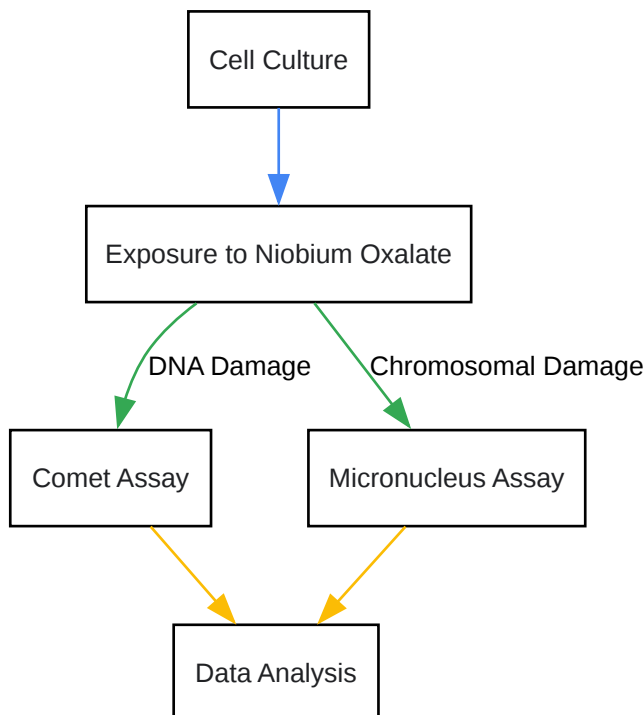 Cell Culture
Exposure to Niobium Oxalate
DNA Damage
Chromosomal Damage
Comet Assay
Micronucleus Assay
Data Analysis